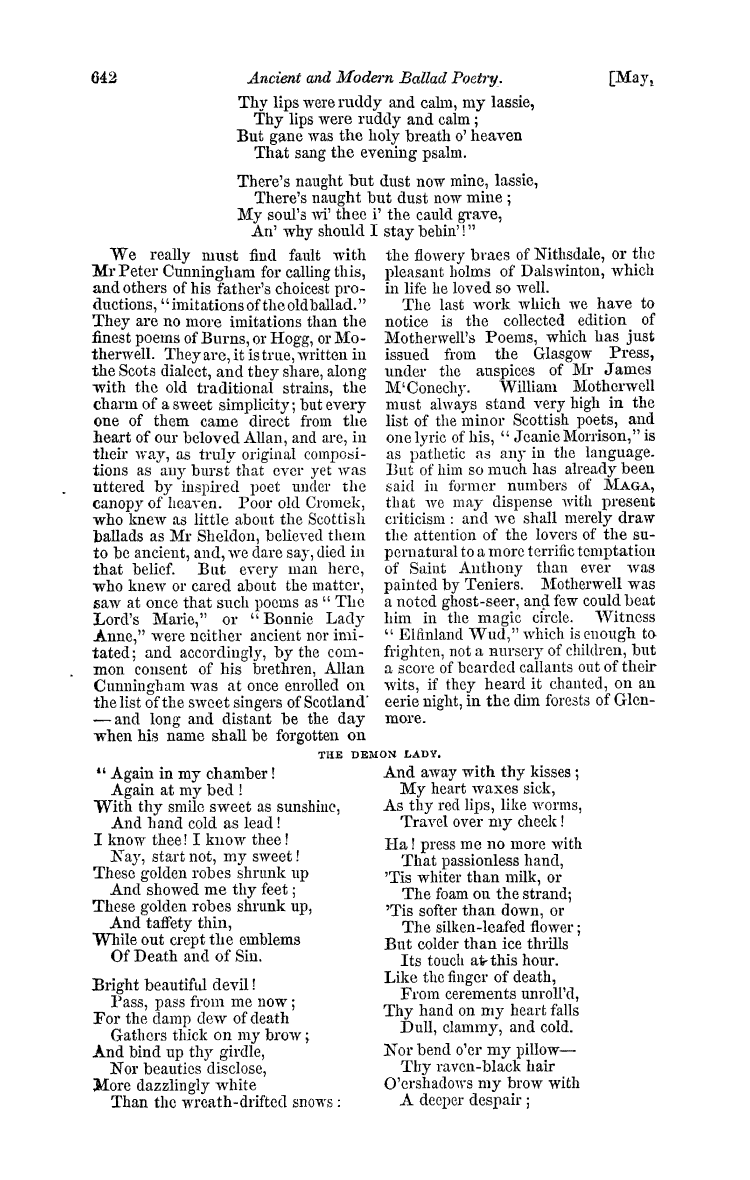 642 Ancient and Modern Ballad Poetry. [May,
Thy lips were ruddy and calm, my lassie,
Thy lips were ruddy and calm ;
But gane was the holy breath o' heaven
That sang the evening psalm.
There's naught but dust now mine, lassie,
There's naught but dust now mine ;
My soul's wi' thee i' the cauld grave,
An' why should I stay behin'!"
We really must find fault with
Mr Peter Cunningham for calling this,
and others of his father's choicest pro-
ductions, "imitations of the old ballad."
They are no more imitations than the
finest poems of Burns, or Hogg, or Mo-
therwell. They are, it is true, written in
the Scots dialect, and they share, along
with the old traditional strains, the
charm of a sweet simplicity; but every
one of them came direct from the
heart of our beloved Allan, and are, in
their way, as truly original composi-
tions as any burst that ever yet was
uttered by inspired poet under the
canopy of heaven. Poor old Cromek,
who knew as little about the Scottish
ballads as Mr Sheldon, believed them
to be ancient, and, we dare say, died in
that belief. But every man here,
who knew or cared about the matter,
saw at once that such poems as "The
Lord's Marie," or "Bonnie Lady
Anne," were neither ancient nor imi-
tated; and accordingly, by the com-
mon consent of his brethren, Allan
Cunningham was at once enrolled on
the list of the sweet singers of Scotland
—and long and distant be the day
when his name shall be forgotten on
the flowery braes of Nithsdale, or the
pleasant holms of Dalswinton, which
in life he loved so well.
The last work which we have to
notice is the collected edition of
Motherwell's Poems, which has just
issued from the Glasgow Press,
under the auspices of Mr James
M'Conechy. William Motherwell
must always stand very high in the
list of the minor Scottish poets, and
one lyric of his, "Jeanie Morrison," is
as pathetic as any in the language.
But of him so much has already been
said in former numbers of MAGA,
that we may dispense with present
criticism : and we shall merely draw
the attention of the lovers of the su-
pernatural to a more terrific temptation
of Saint Anthony than ever was
painted by Teniers. Motherwell was
a noted ghost-seer, and few could beat
him in the magic circle. Witness
"Elfinland Wud," which is enough to
frighten, not a nursery of children, but
a score of bearded callants out of their
wits, if they heard it chanted, on an
eerie night, in the dim forests of Glen-
more.
THE DEMON LADY.
"Again in my chamber !
Again at my bed !
With thy smile sweet as sunshine,
And hand cold as lead !
I know thee! I know thee !
Nay, start not, my sweet !
These golden robes shrunk up
And showed me thy feet ;
These golden robes shrunk up,
And taffety thin,
While out crept the emblems
Of Death and of Sin.
Bright beautiful devil !
Pass, pass from me now ;
For the damp dew of death
Gathers thick on my brow ;
And bind up thy girdle,
Nor beauties disclose,
More dazzlingly white
Than the wreath-drifted snows :
And away with thy kisses ;
My heart waxes sick,
As thy red lips, like worms,
Travel over my cheek !
Ha ! press me no more with
That passionless hand,
'Tis whiter than milk, or
The foam on the strand;
'Tis softer than down, or
The silken-leafed flower ;
But colder than ice thrills
Its touch at this hour.
Like the finger of death,
From cerements unroll'd,
Thy hand on my heart falls
Dull, clammy, and cold.
Nor bend o'er my pillow—
Thy raven-black hair
O'ershadows my brow with
A deeper despair ;